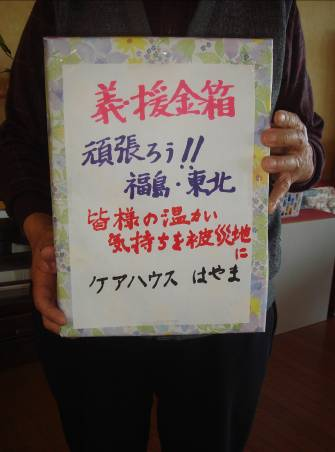 義援金箱
頑張ろう!!
福島・東北
皆様の温かい
気持ちを被災地
に
ケアハウス はやま